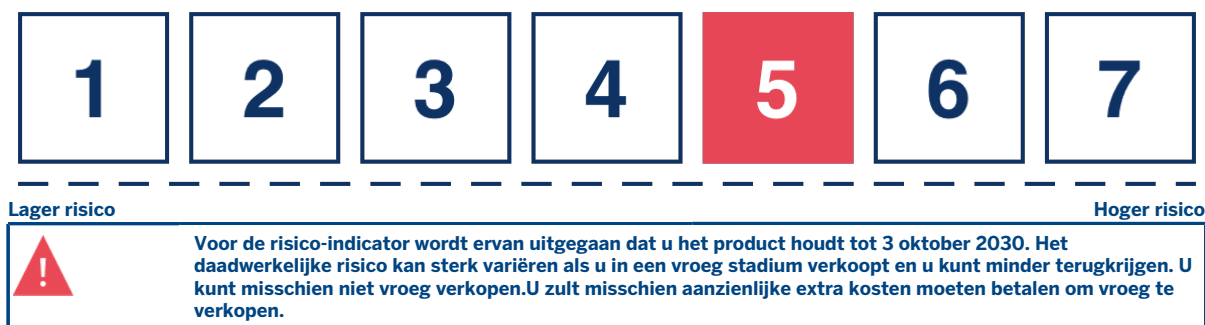 1 2 3 4 5 6 7
Lager risico Hoger risico
!
Voor de risico-indicator wordt ervan uitgegaan dat u het product houdt tot 3 oktober 2030. Het
daadwerkelijke risico kan sterk variëren als u in een vroeg stadium verkoopt en u kunt minder terugkrijgen. U
kunt misschien niet vroeg verkopen.U zult misschien aanzienlijke extra kosten moeten betalen om vroeg te
verkopen.